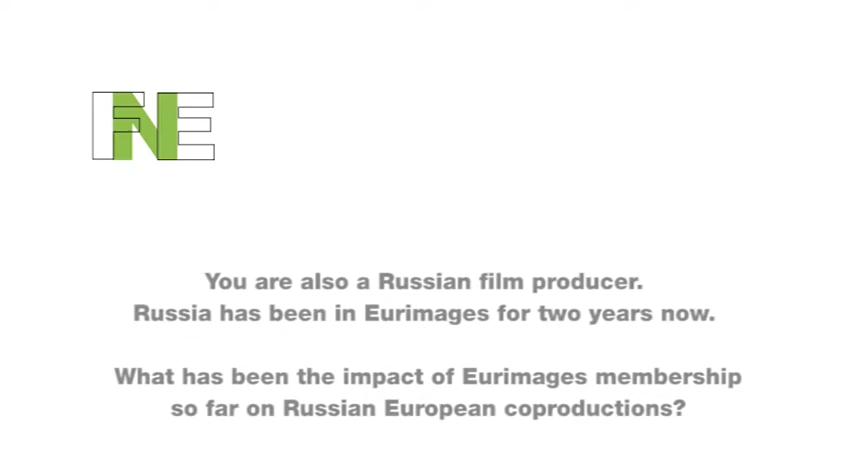 FNE
You are also a Russian film producer.
Russia has been in Eurimages for two years now.
What has been the impact of Eurimages membership
so far on Russian European coproductions?